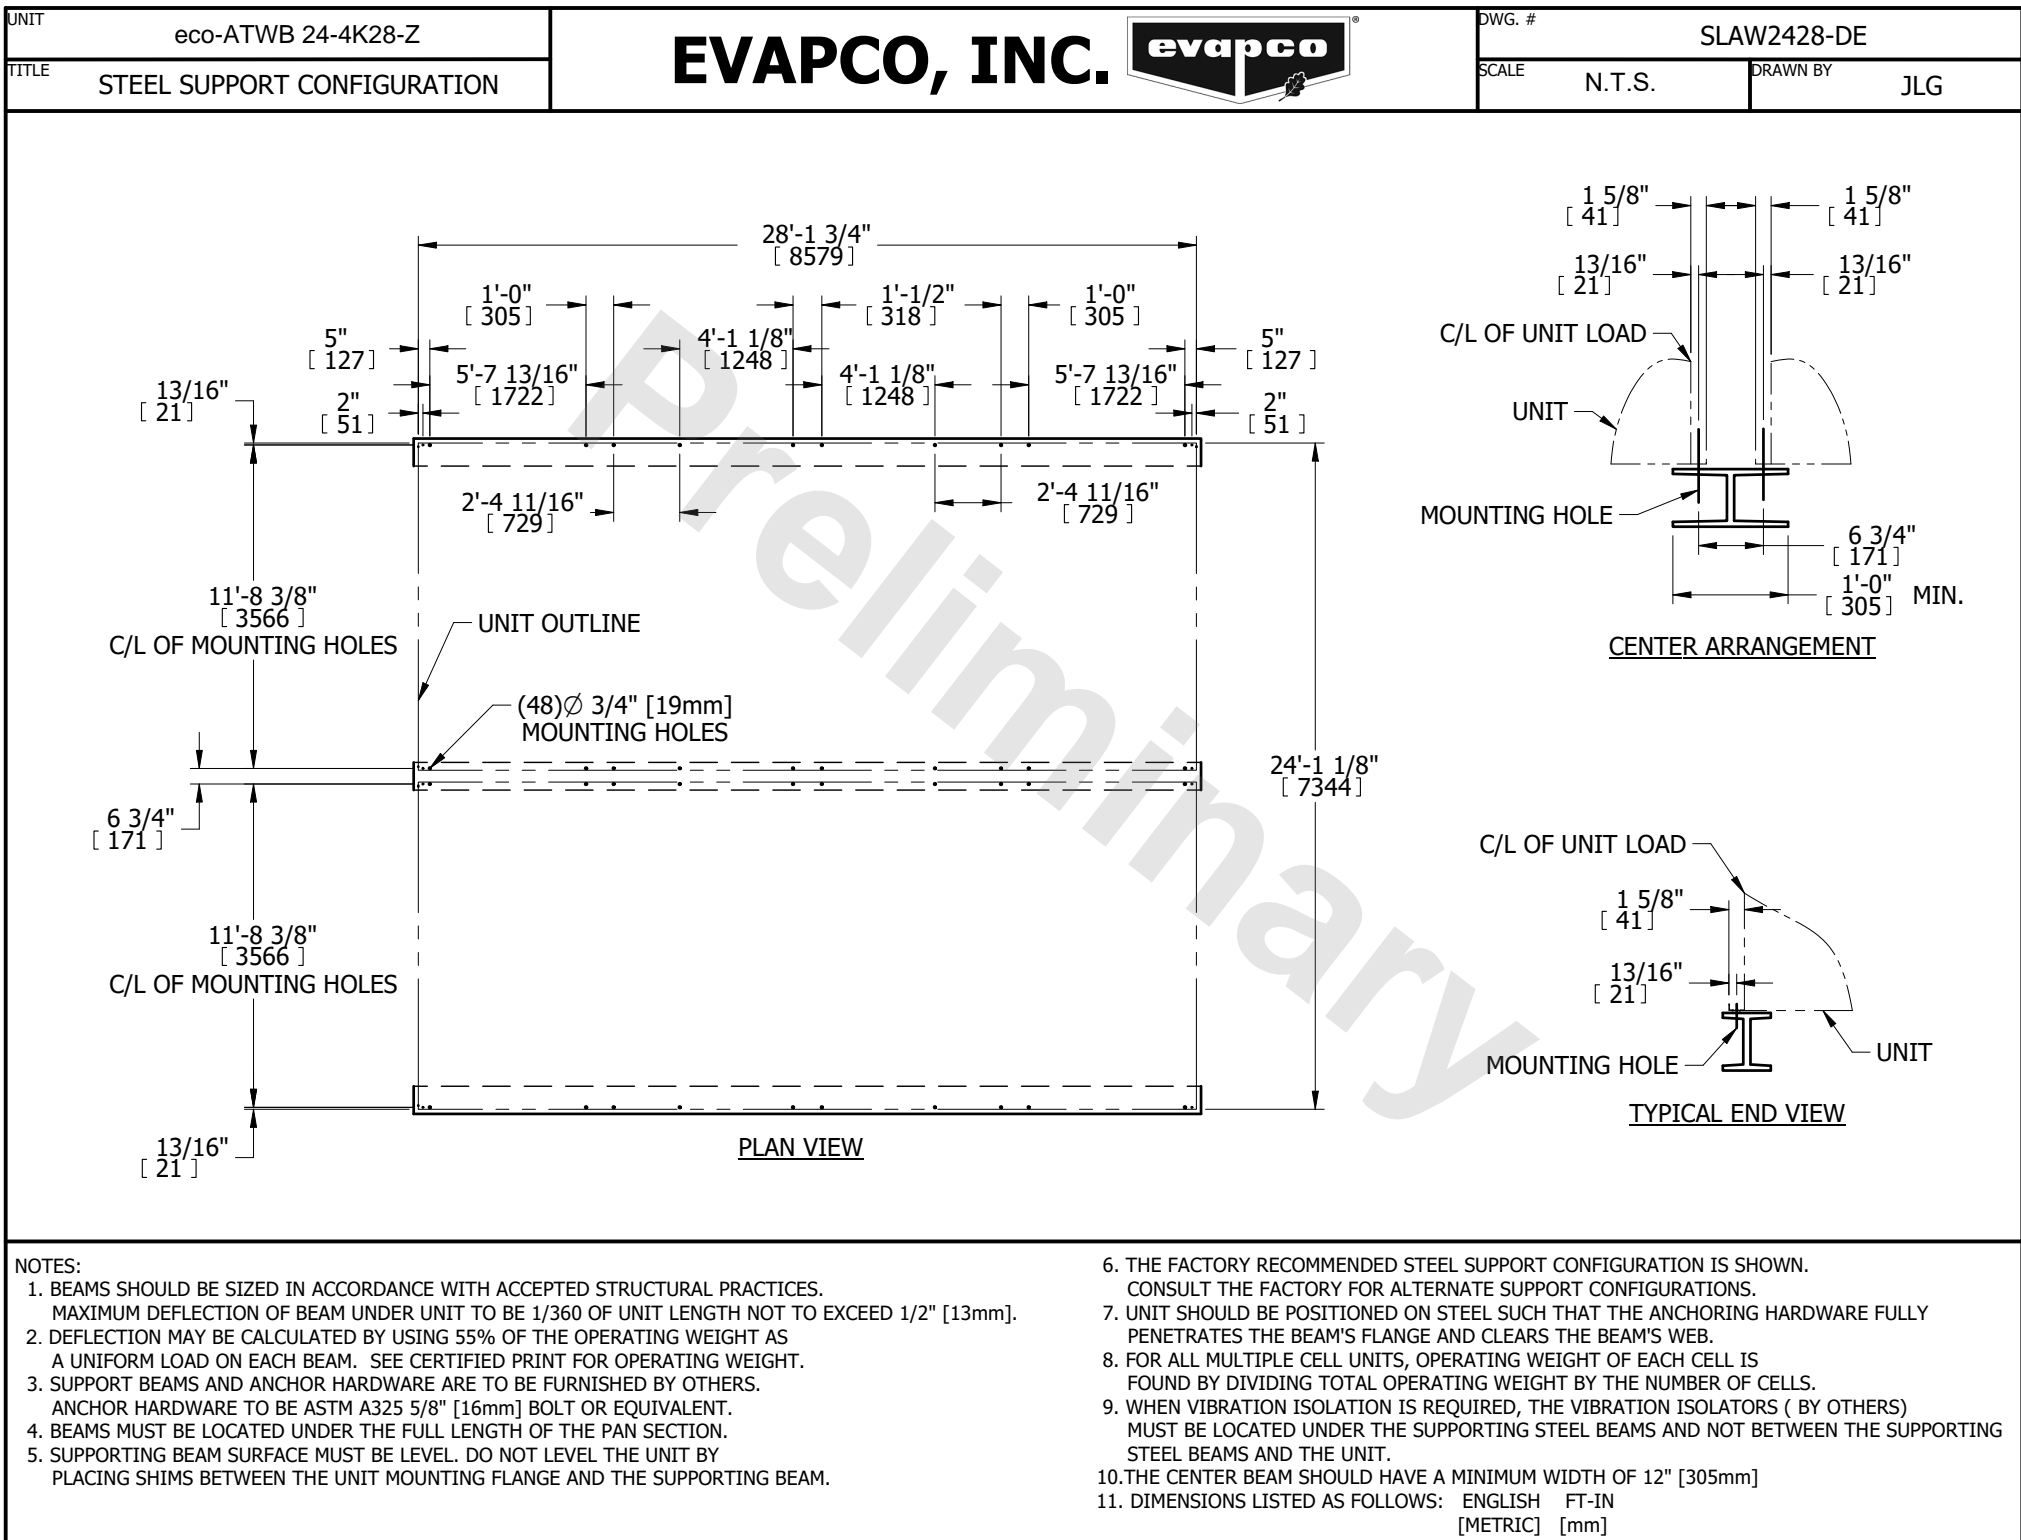 UNIT
eco-ATWB 24-4K28-Z
TITLE
STEEL SUPPORT CONFIGURATION
EVAPCO, INC.
evapco
®
DWG. #
SLAW2428-DE
SCALE
N.T.S.
DRAWN BY
JLG
28'-1 3/4"
[ 8579 ]
1'-0"
[ 305 ]
1'-1/2"
[ 318 ]
1'-0"
[ 305 ]
5"
[ 127 ]
4'-1 1/8"
[ 1248 ]
5"
[ 127 ]
5'-7 13/16"
[ 1722 ]
4'-1 1/8"
[ 1248 ]
5'-7 13/16"
[ 1722 ]
13/16"
[ 21 ]
2"
[ 51 ]
2"
[ 51 ]
2'-4 11/16"
[ 729 ]
2'-4 11/16"
[ 729 ]
11'-8 3/8"
[ 3566 ]
C/L OF MOUNTING HOLES
UNIT OUTLINE
(48)Ø 3/4" [19mm]
MOUNTING HOLES
6 3/4"
[ 171 ]
24'-1 1/8"
[ 7344 ]
11'-8 3/8"
[ 3566 ]
C/L OF MOUNTING HOLES
13/16"
[ 21 ]
PLAN VIEW
Preliminary
1 5/8"
[ 41 ]
1 5/8"
[ 41 ]
13/16"
[ 21 ]
13/16"
[ 21 ]
C/L OF UNIT LOAD
UNIT
MOUNTING HOLE
6 3/4"
[ 171 ]
1'-0"
[ 305 ] MIN.
CENTER ARRANGEMENT
C/L OF UNIT LOAD
1 5/8"
[ 41 ]
13/16"
[ 21 ]
MOUNTING HOLE
UNIT
TYPICAL END VIEW
NOTES:
1. BEAMS SHOULD BE SIZED IN ACCORDANCE WITH ACCEPTED STRUCTURAL PRACTICES.
MAXIMUM DEFLECTION OF BEAM UNDER UNIT TO BE 1/360 OF UNIT LENGTH NOT TO EXCEED 1/2" [13mm].
2. DEFLECTION MAY BE CALCULATED BY USING 55% OF THE OPERATING WEIGHT AS
A UNIFORM LOAD ON EACH BEAM. SEE CERTIFIED PRINT FOR OPERATING WEIGHT.
3. SUPPORT BEAMS AND ANCHOR HARDWARE ARE TO BE FURNISHED BY OTHERS.
ANCHOR HARDWARE TO BE ASTM A325 5/8" [16mm] BOLT OR EQUIVALENT.
4. BEAMS MUST BE LOCATED UNDER THE FULL LENGTH OF THE PAN SECTION.
5. SUPPORTING BEAM SURFACE MUST BE LEVEL. DO NOT LEVEL THE UNIT BY
PLACING SHIMS BETWEEN THE UNIT MOUNTING FLANGE AND THE SUPPORTING BEAM.
6. THE FACTORY RECOMMENDED STEEL SUPPORT CONFIGURATION IS SHOWN.
CONSULT THE FACTORY FOR ALTERNATE SUPPORT CONFIGURATIONS.
7. UNIT SHOULD BE POSITIONED ON STEEL SUCH THAT THE ANCHORING HARDWARE FULLY
PENETRATES THE BEAM'S FLANGE AND CLEARS THE BEAM'S WEB.
8. FOR ALL MULTIPLE CELL UNITS, OPERATING WEIGHT OF EACH CELL IS
FOUND BY DIVIDING TOTAL OPERATING WEIGHT BY THE NUMBER OF CELLS.
9. WHEN VIBRATION ISOLATION IS REQUIRED, THE VIBRATION ISOLATORS ( BY OTHERS)
MUST BE LOCATED UNDER THE SUPPORTING STEEL BEAMS AND NOT BETWEEN THE SUPPORTING
STEEL BEAMS AND THE UNIT.
10.THE CENTER BEAM SHOULD HAVE A MINIMUM WIDTH OF 12" [305mm]
11. DIMENSIONS LISTED AS FOLLOWS: ENGLISH FT-IN
[METRIC] [mm]